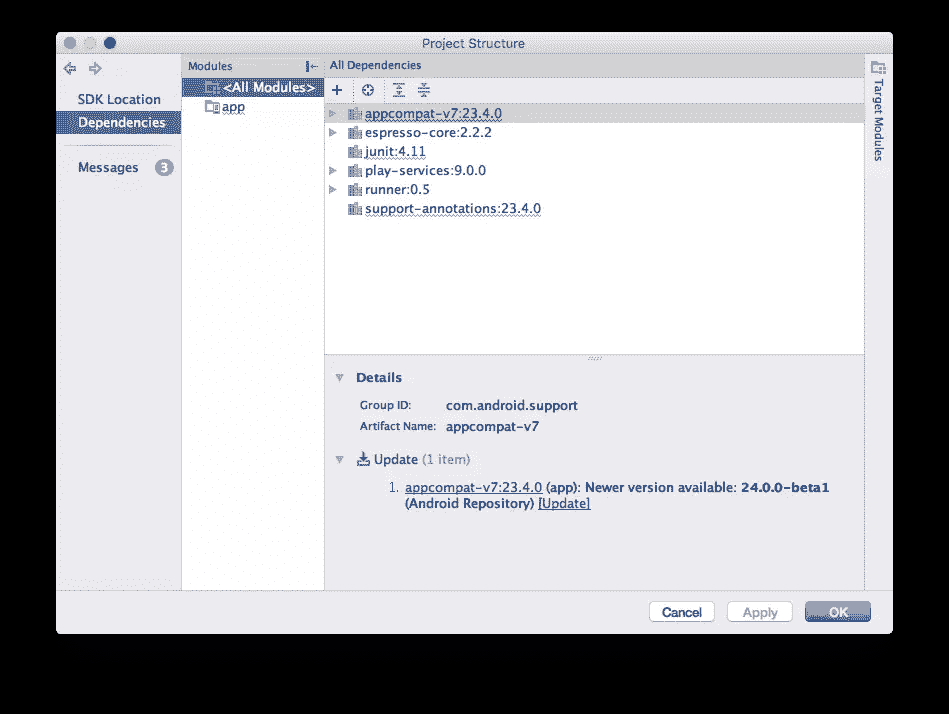 Project Structure
Modules
All Dependencies
SDK Location
Dependencies
Messages 3
<All Modules>
app
appcompat-v7:23.4.0
espresso-core:2.2.2
junit:4.11
play-services:9.0.0
runner:0.5
support-annotations:23.4.0
Target Modules
Details
Group ID: com.android.support
Artifact Name: appcompat-v7
Update (1 item)
1. appcompat-v7:23.4.0 (app): Newer version available: 24.0.0-beta1
(Android Repository) [Update]
Cancel Apply OK